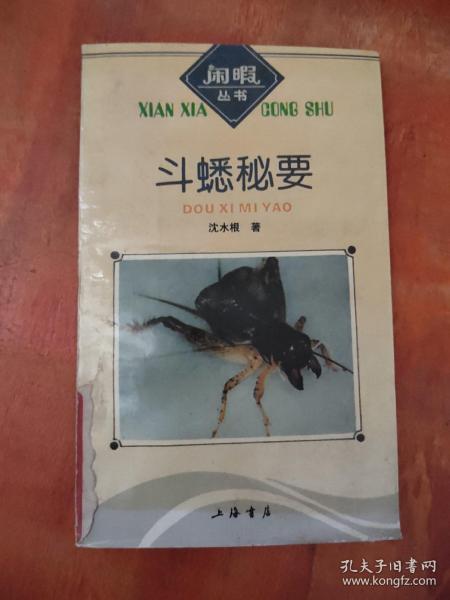 闲暇
丛书
XIAN XIA CONG SHU
斗蟋秘要
DOU XI MI YAO
沈水根 著
上海书店
孔夫子旧书网
www.kongfz.com